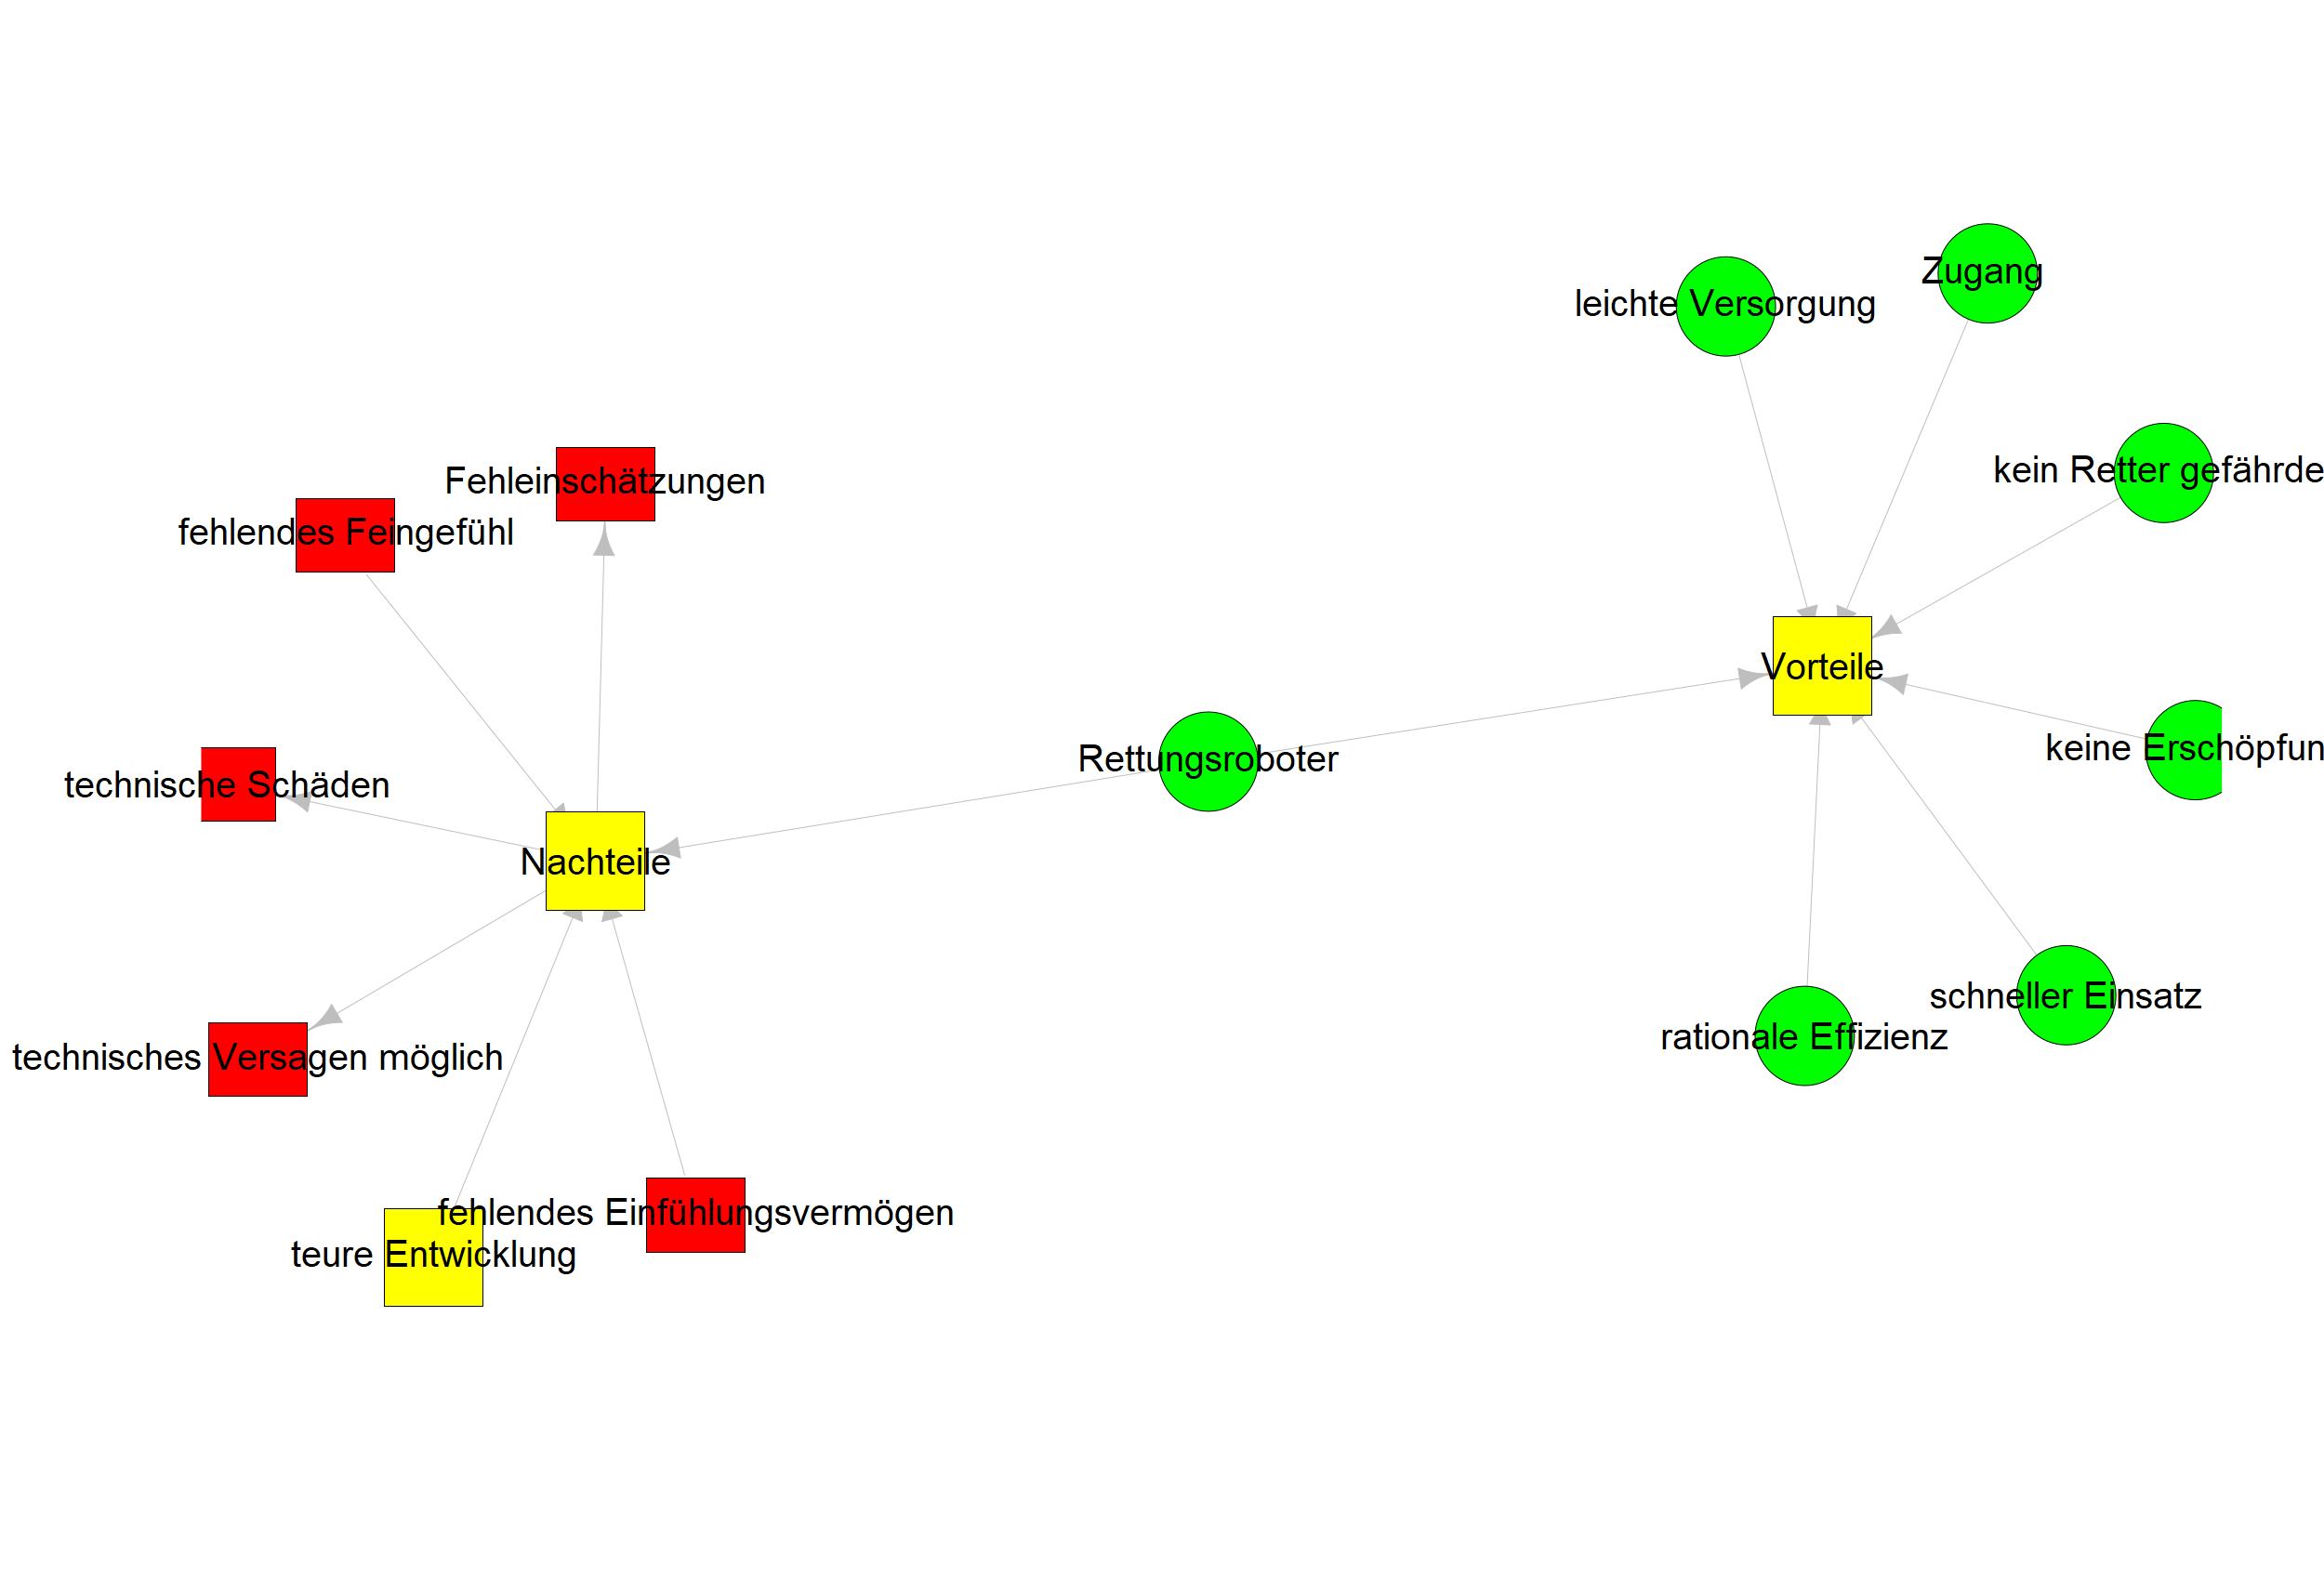 Zugang
leichte Versorgung
kein Retter gefährde
Fehleinschätzungen
fehlendes Feingefühl
Vorteile
keine Erschöpfun
Rettungsroboter
technische Schäden
Nachteile
schneller Einsatz
rationale Effizienz
technisches Versagen möglich
fehlendes Einfühlungsvermögen
teure Entwicklung